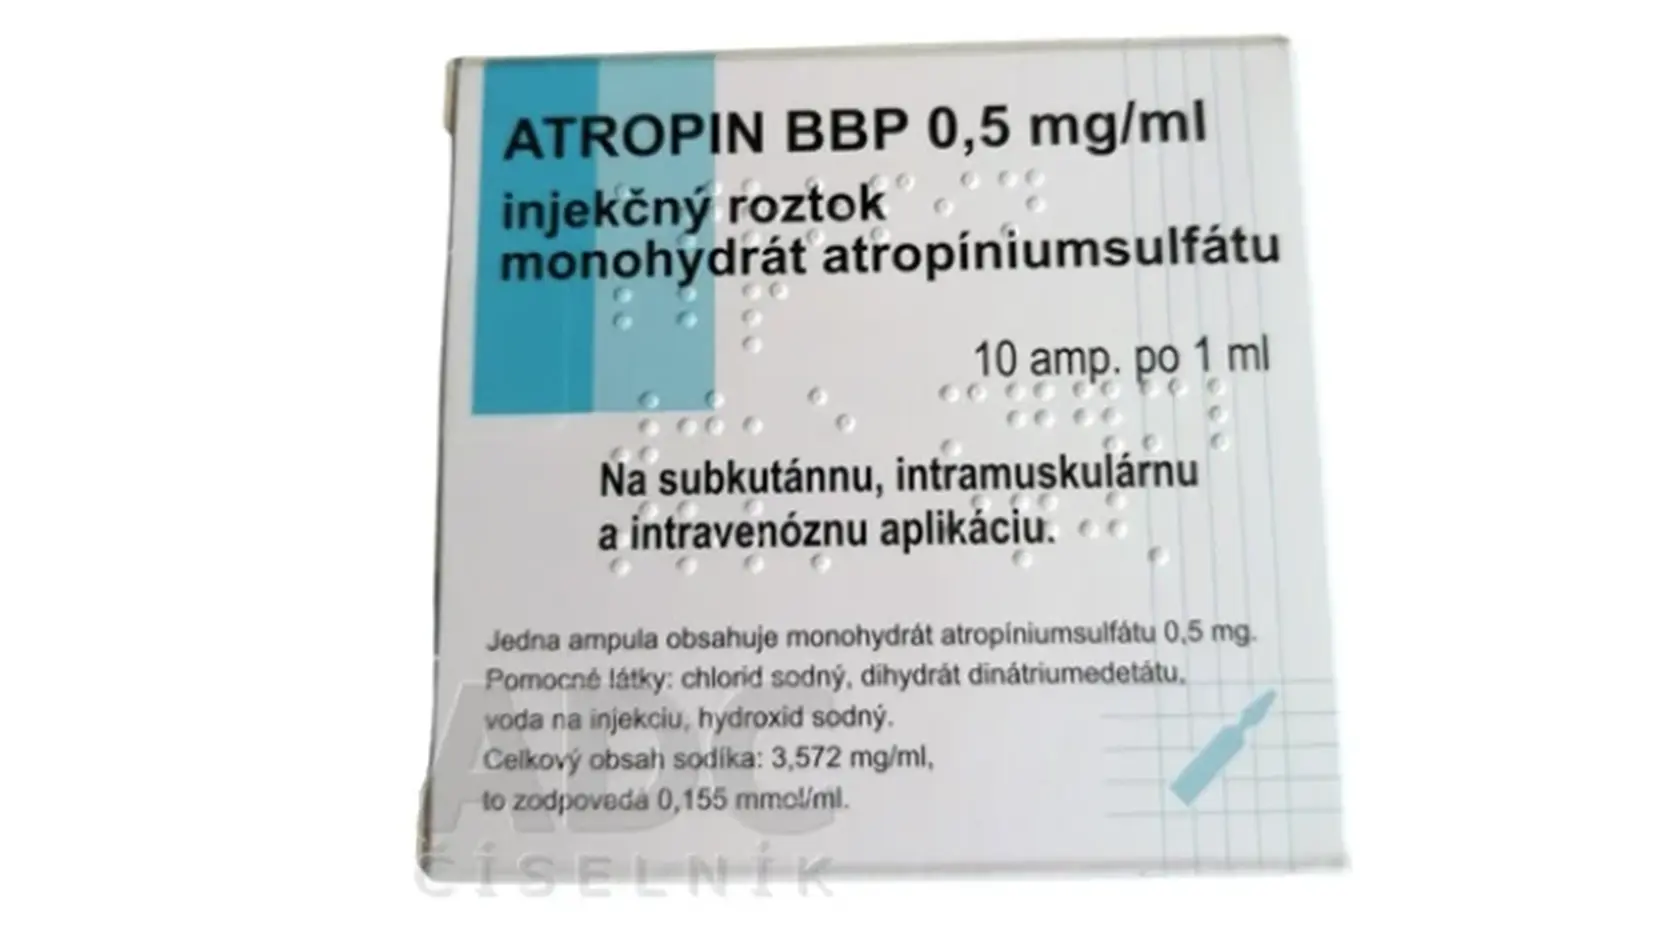 ATROPIN BBP 0,5 mg/ml
injekčný roztok
monohydrát atropíniumsulfátu
10 amp. po 1 ml
Na subkutánnu, intramuskulárnu
a intravenóznu aplikáciu.
Jedna ampula obsahuje monohydrát atropíniumsulfátu 0,5 mg.
Pomocné látky: chlorid sodný, dihydrát dinátriumedetátu,
voda na injekciu, hydroxid sodný.
Celkový obsah sodíka: 3,572 mg/ml,
to zodpovedá 0,155 mmol/ml.
ADC
ČÍSELNÍK